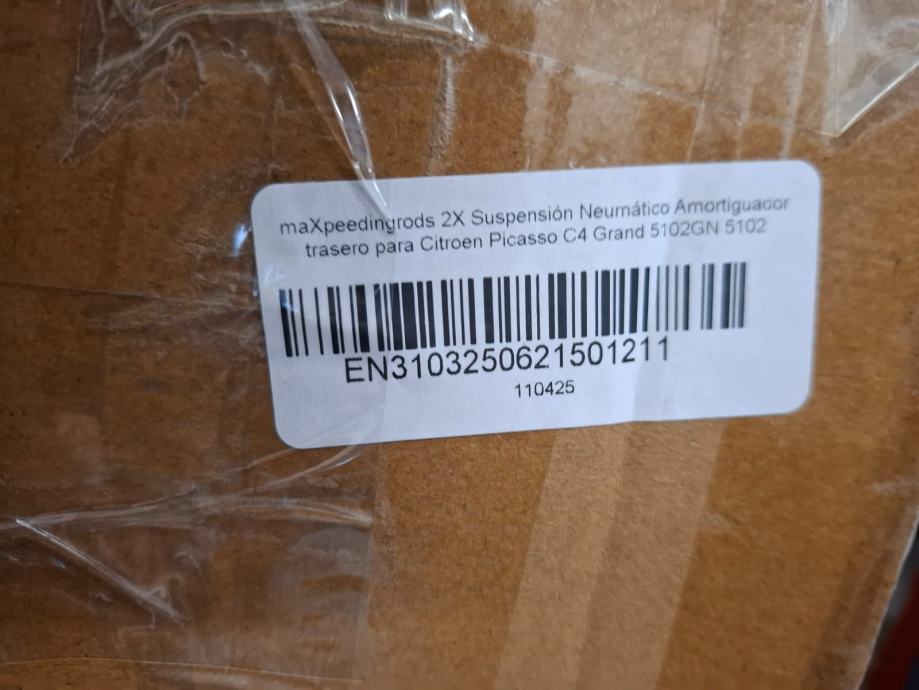 maXpeedingrods 2X Suspensión Neumático Amortiguador
trasero para Citroen Picasso C4 Grand 5102GN 5102
EN3103250621501211
110425